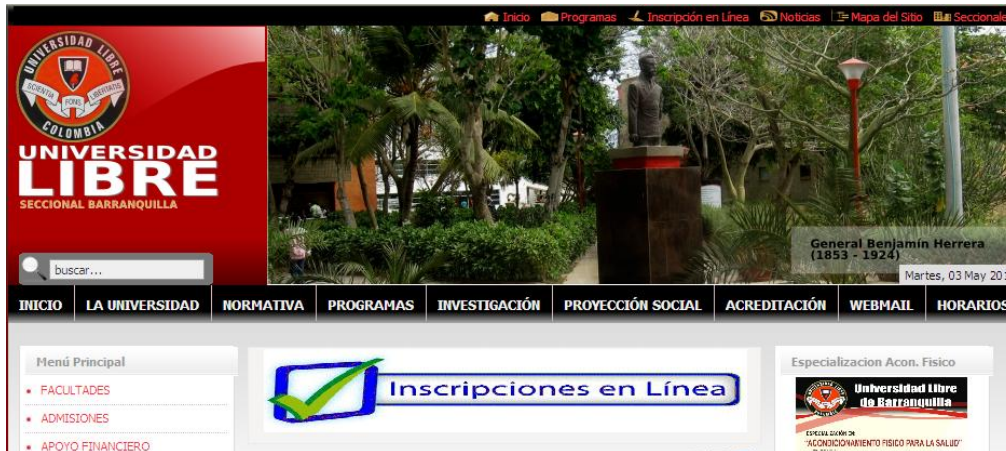 Inicio Programas Inscripción en Línea Noticias Mapa del Sitio Seccionale
UNIVERSIDAD LIBRE
SCIENTIA FONS LIBERTATIS
COLOMBIA
UNIVERSIDAD
LIBRE
SECCIONAL BARRANQUILLA
buscar...
General Benjamín Herrera
(1853 - 1924)
Martes, 03 May 201
INICIO LA UNIVERSIDAD NORMATIVA PROGRAMAS INVESTIGACIÓN PROYECCIÓN SOCIAL ACREDITACIÓN WEBMAIL HORARIOS
Menú Principal
FACULTADES
ADMISIONES
APOYO FINANCIERO
Inscripciones en Línea
Especializacion Acon. Fisico
Universidad Libre
de Barranquilla
ESPECIALIZACIÓN EN:
"ACONDICIONAMIENTO FISICO PARA LA SALUD"